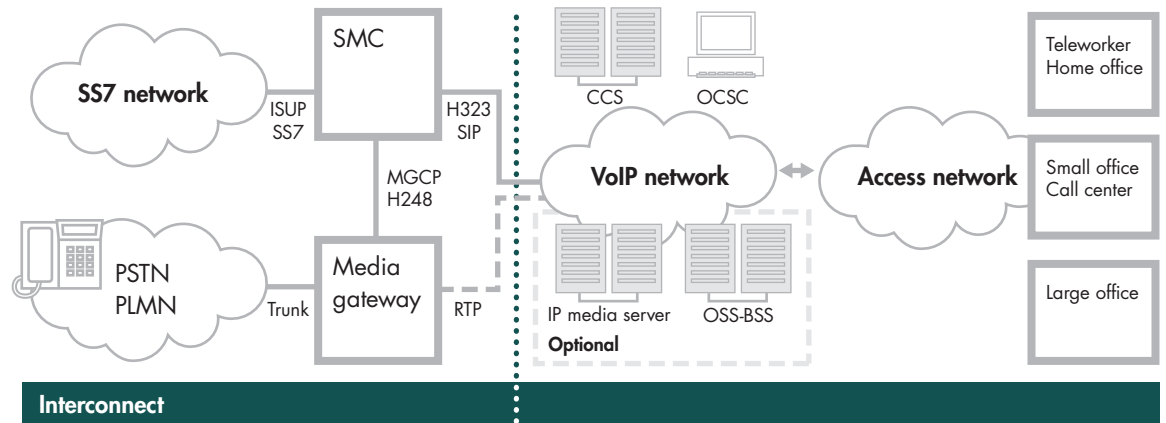 SMC
SS7 network
ISUP
SS7
H323
SIP
MGCP
H248
PSTN
PLMN
Trunk
Media
gateway
RTP
CCS
OCSC
VoIP network
Access network
IP media server
OSS-BSS
Optional
Teleworker
Home office
Small office
Call center
Large office
Interconnect